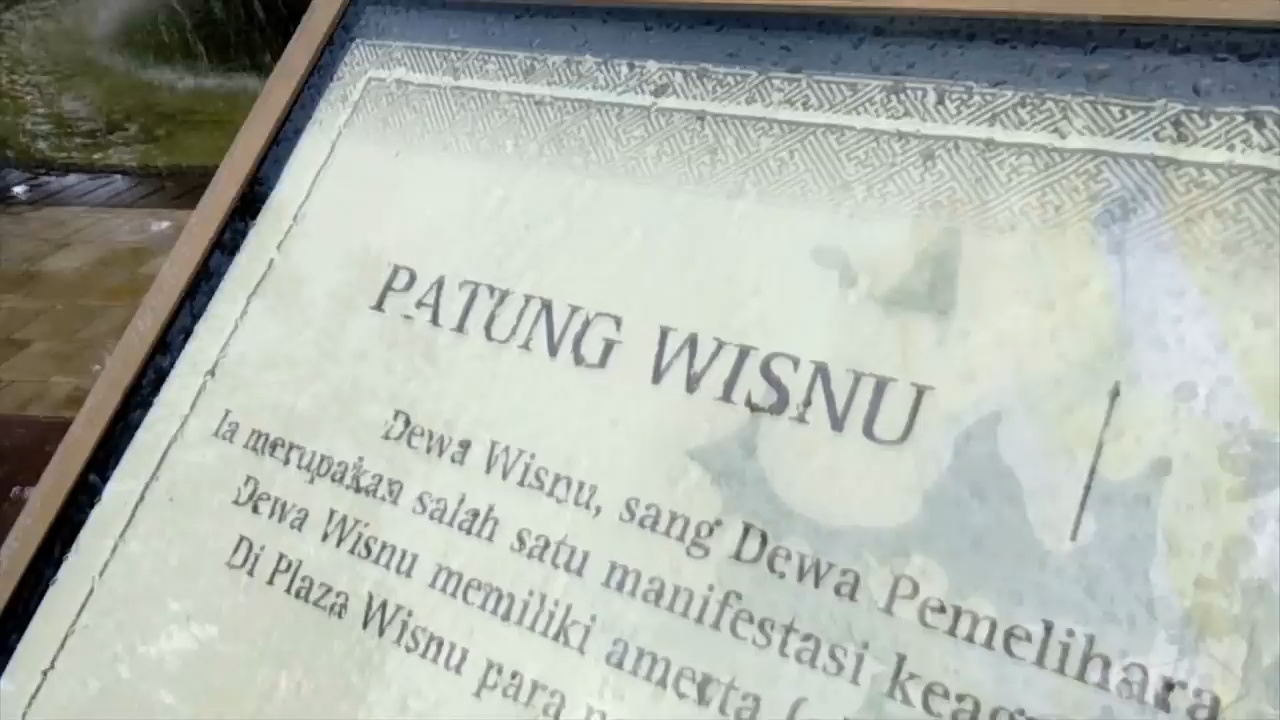 PATUNG WISNU
Dewa Wisnu, sang Dewa Pemelihara
Ia merupakan salah satu manifestasi
Dewa Wisnu memiliki amerta
Di Plaza Wisnu para